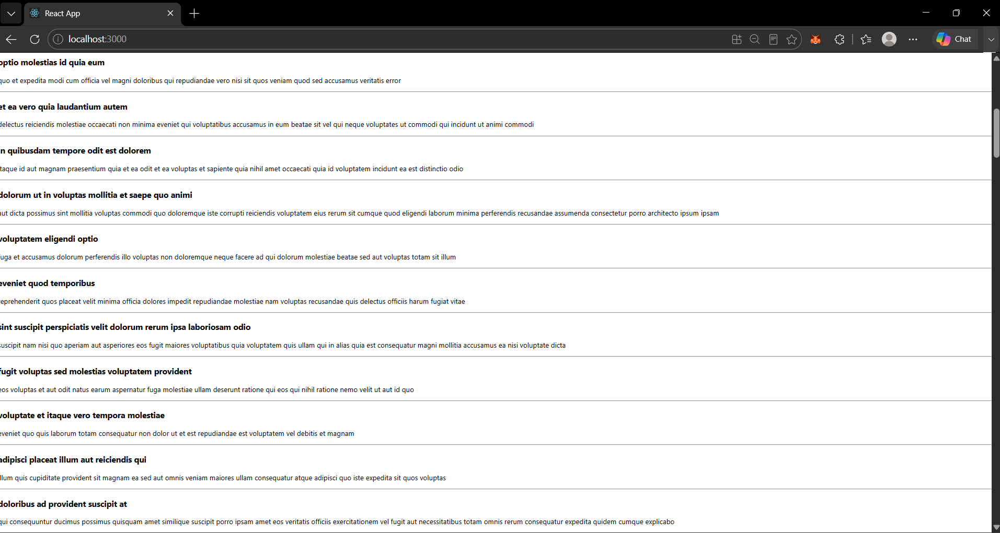 React App
localhost:3000
Chat
optio molestias id quia eum
quo et expedita modi cum officia vel magni doloribus qui repudiandae vero nisi sit quos veniam quod sed accusamus veritatis error
et ea vero quia laudantium autem
delectus reiciendis molestiae occaecati non minima eveniet qui voluptatibus accusamus in eum beatae sit vel qui neque voluptates ut commodi qui incidunt ut animi commodi
n quibusdam tempore odit est dolorem
taque id aut magnam praesentium quia et ea odit et ea voluptas et sapiente quia nihil amet occaecati quia id voluptatem incidunt ea est distinctio odio
dolorum ut in voluptas mollitia et saepe quo animi
aut dicta possimus sint mollitia voluptas commodi quo doloremque iste corrupti reiciendis voluptatem eius rerum sit cumque quod eligendi laborum minima perferendis recusandae assumenda consectetur porro architecto ipsum ipsam
voluptatem eligendi optio
fuga et accusamus dolorum perferendis illo voluptas non doloremque neque facere ad qui dolorum molestiae beatae sed aut voluptas totam sit illum
eveniet quod temporibus
reprehenderit quos placeat velit minima officia dolores impedit repudiandae molestiae nam voluptas recusandae quis delectus officiis harum fugiat vitae
sint suscipit perspiciatis velit dolorum rerum ipsa laboriosam odio
suscipit nam nisi quo aperiam aut asperiores eos fugit maiores voluptatibus quia voluptatem quis ullam qui in alias quia est consequatur magni mollitia accusamus ea nisi voluptate dicta
fugit voluptas sed molestias voluptatem provident
eos voluptas et aut odit natus earum aspernatur fuga molestiae ullam deserunt ratione qui eos qui nihil ratione nemo velit ut aut id quo
voluptate et itaque vero tempora molestiae
eveniet quo quis laborum totam consequatur non dolor ut et est repudiandae est voluptatem vel debitis et magnam
adipisci placeat illum aut reiciendis qui
llum quis cupiditate provident sit magnam ea sed aut omnis veniam maiores ullam consequatur atque adipisci quo iste expedita sit quos voluptas
doloribus ad provident suscipit at
qui consequuntur ducimus possimus quisquam amet similique suscipit porro ipsam amet eos veritatis officiis exercitationem vel fugit aut necessitatibus totam omnis rerum consequatur expedita quidem cumque explicabo